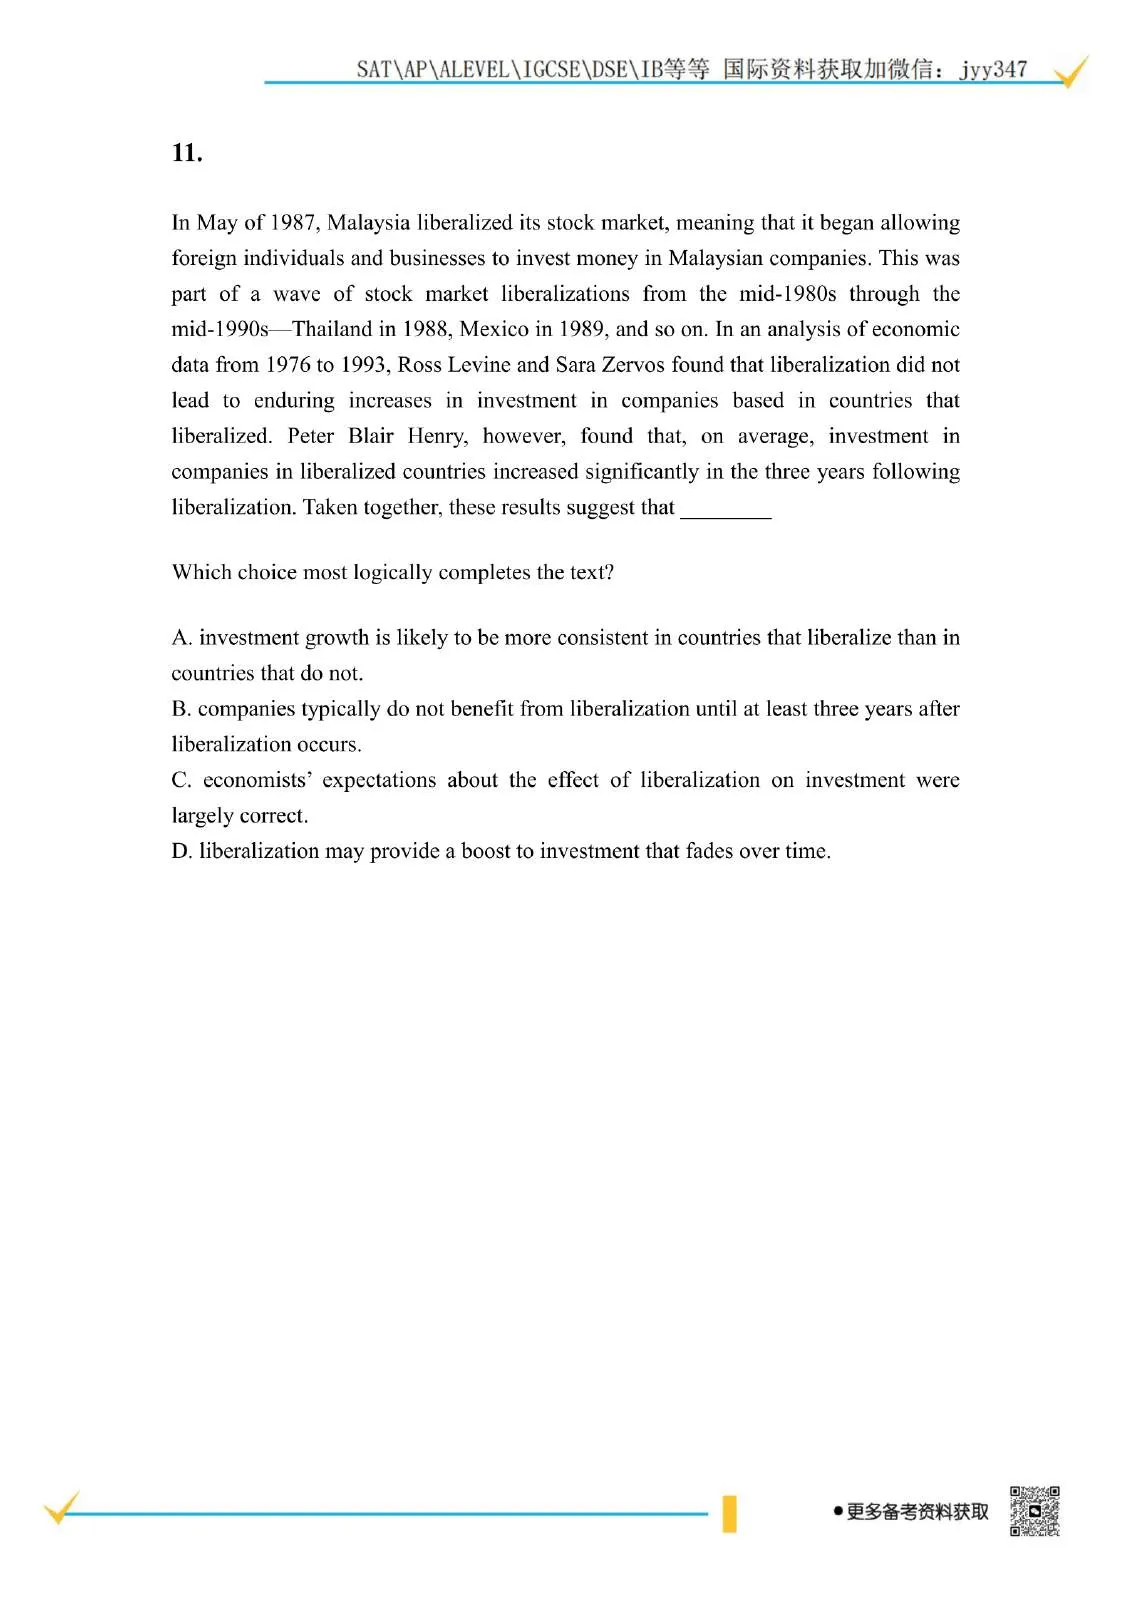 SAT\AP\ALEVEL\IGCSE\DSE\IB等等 国际资料获取加微信：jyy347
11.
In May of 1987, Malaysia liberalized its stock market, meaning that it began allowing
foreign individuals and businesses to invest money in Malaysian companies. This was
part of a wave of stock market liberalizations from the mid-1980s through the
mid-1990s—Thailand in 1988, Mexico in 1989, and so on. In an analysis of economic
data from 1976 to 1993, Ross Levine and Sara Zervos found that liberalization did not
lead to enduring increases in investment in companies based in countries that
liberalized. Peter Blair Henry, however, found that, on average, investment in
companies in liberalized countries increased significantly in the three years following
liberalization. Taken together, these results suggest that ________
Which choice most logically completes the text?
A. investment growth is likely to be more consistent in countries that liberalize than in
countries that do not.
B. companies typically do not benefit from liberalization until at least three years after
liberalization occurs.
C. economists’ expectations about the effect of liberalization on investment were
largely correct.
D. liberalization may provide a boost to investment that fades over time.
●更多备考资料获取